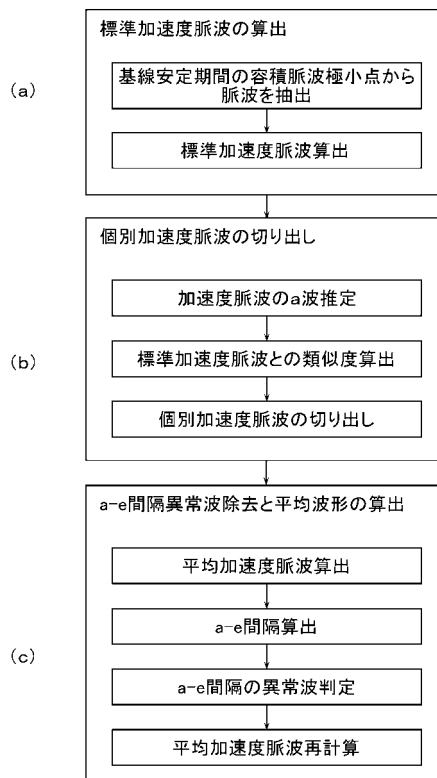 標準加速度脈波の算出
(a)
基線安定期間の容積脈波極小点から
脈波を抽出
標準加速度脈波算出
個別加速度脈波の切り出し
加速度脈波のa波推定
(b)
標準加速度脈波との類似度算出
個別加速度脈波の切り出し
a-e間隔異常波除去と平均波形の算出
平均加速度脈波算出
a-e間隔算出
(c)
a-e間隔の異常波判定
平均加速度脈波再計算